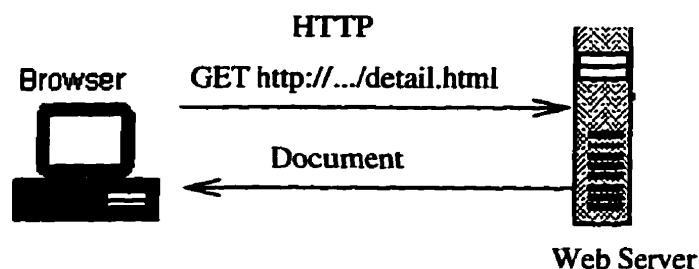 HTTP
Browser
GET http://.../detail.html
Document
Web Server